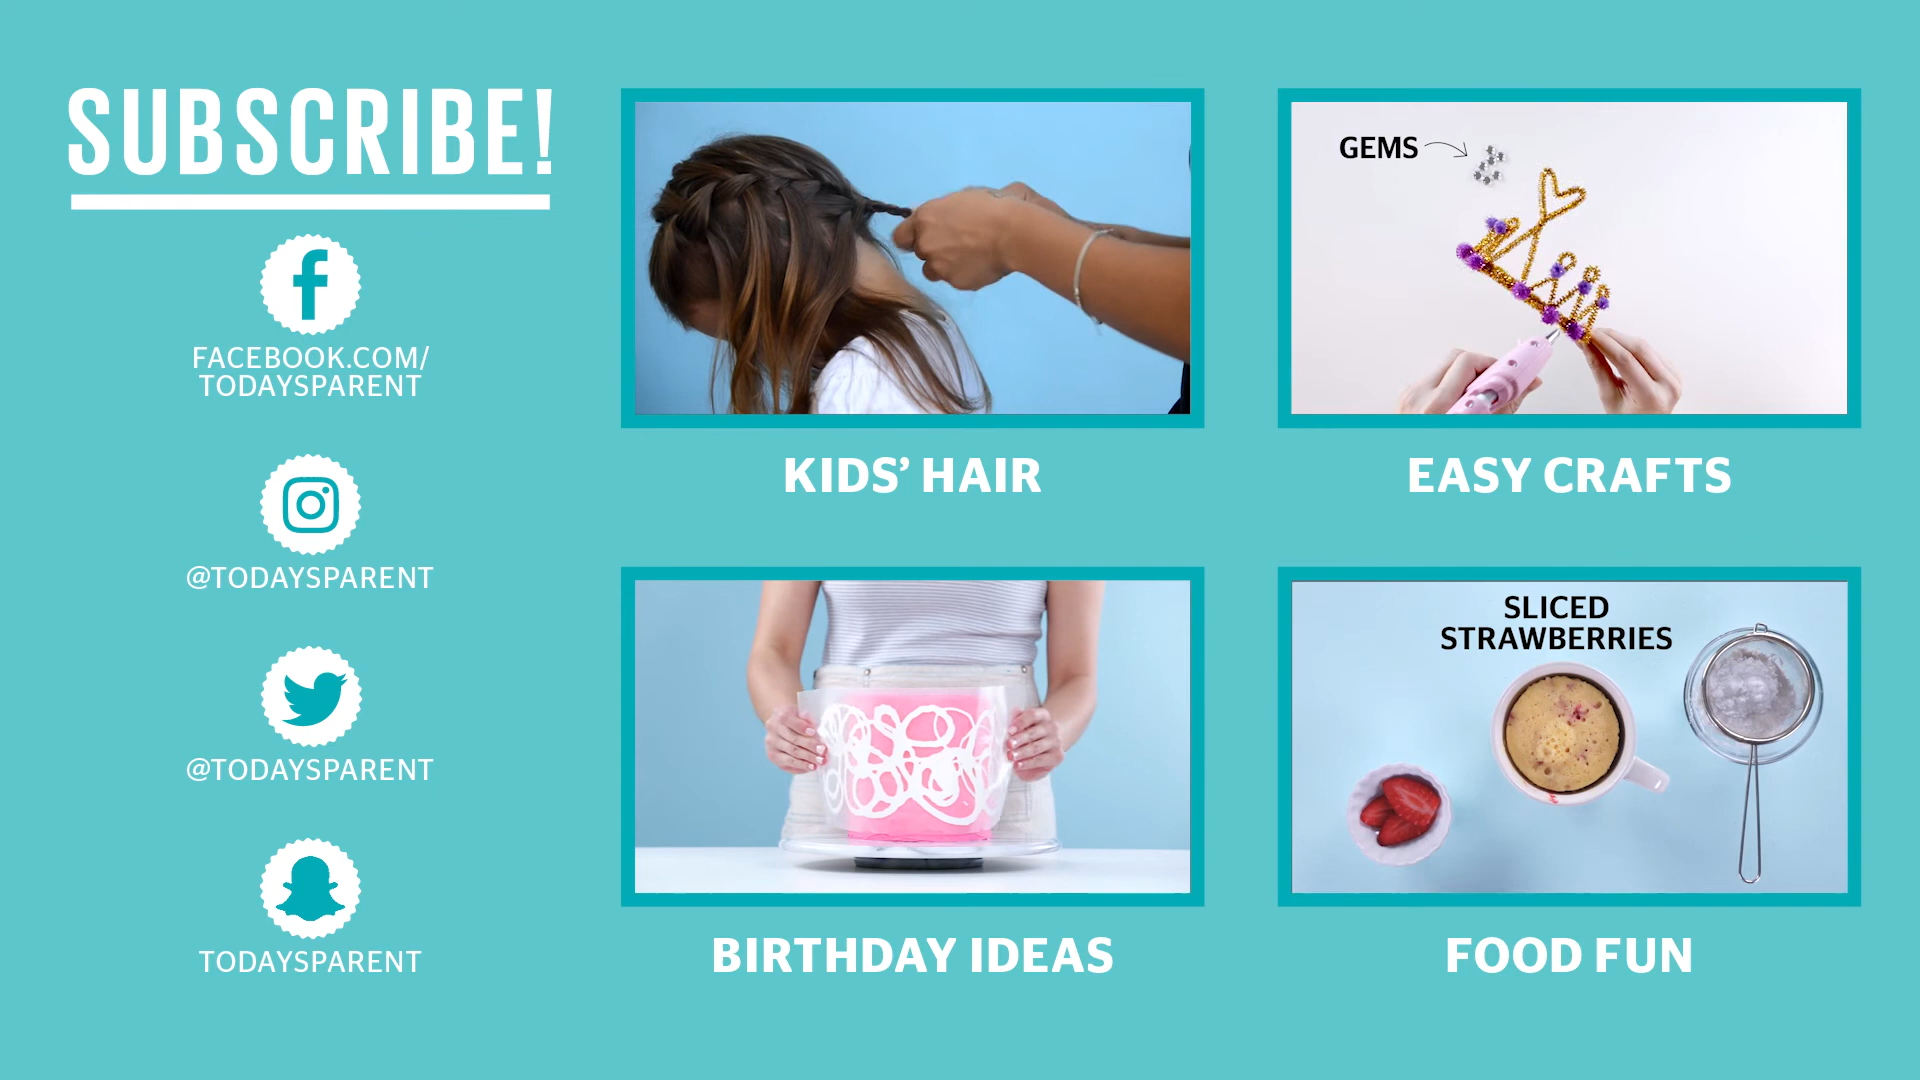 SUBSCRIBE!
FACEBOOK.COM/
TODAYSPARENT
@TODAYSPARENT
@TODAYSPARENT
TODAYSPARENT
GEMS
KIDS’ HAIR
EASY CRAFTS
SLICED
STRAWBERRIES
BIRTHDAY IDEAS
FOOD FUN